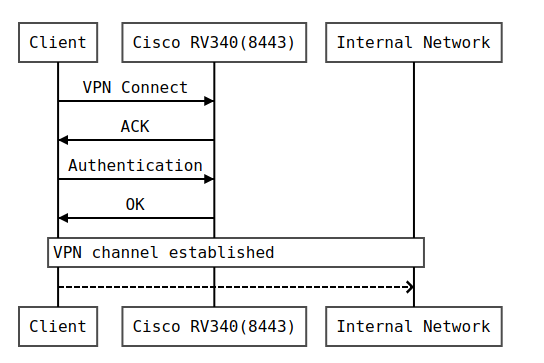 Client
Cisco RV340(8443)
Internal Network
VPN Connect
ACK
Authentication
OK
VPN channel established
Client
Cisco RV340(8443)
Internal Network